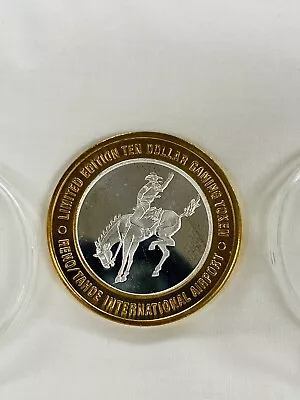 LIMITED EDITION TEN DOLLAR GAMING TOKEN
RENO/TAHOE INTERNATIONAL AIRPORT